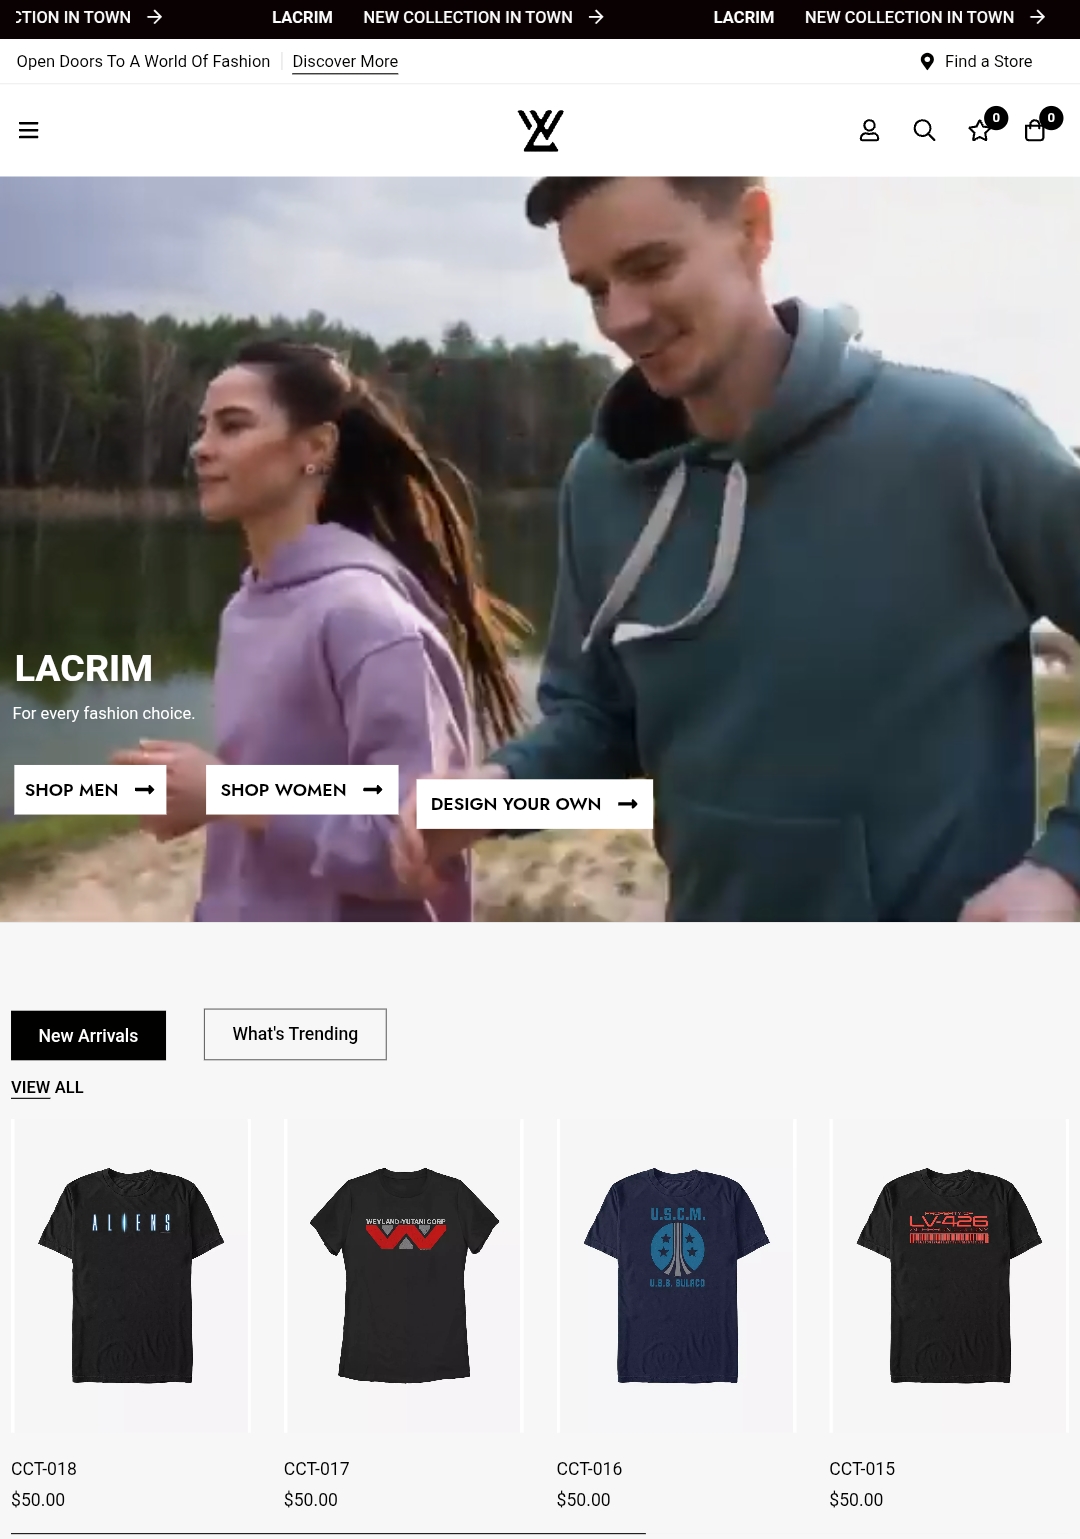 CTION IN TOWN → LACRIM NEW COLLECTION IN TOWN → LACRIM NEW COLLECTION IN TOWN →
Open Doors To A World Of Fashion Discover More Find a Store
0 0
LACRIM
For every fashion choice.
SHOP MEN SHOP WOMEN DESIGN YOUR OWN
New Arrivals What's Trending
VIEW ALL
ALIENS
WEYLAND-YUTANI CORP
U.S.C.M.
U.S.S. SULACO
PROPERTY OF
LV-426
CCT-018 CCT-017 CCT-016 CCT-015
$50.00 $50.00 $50.00 $50.00